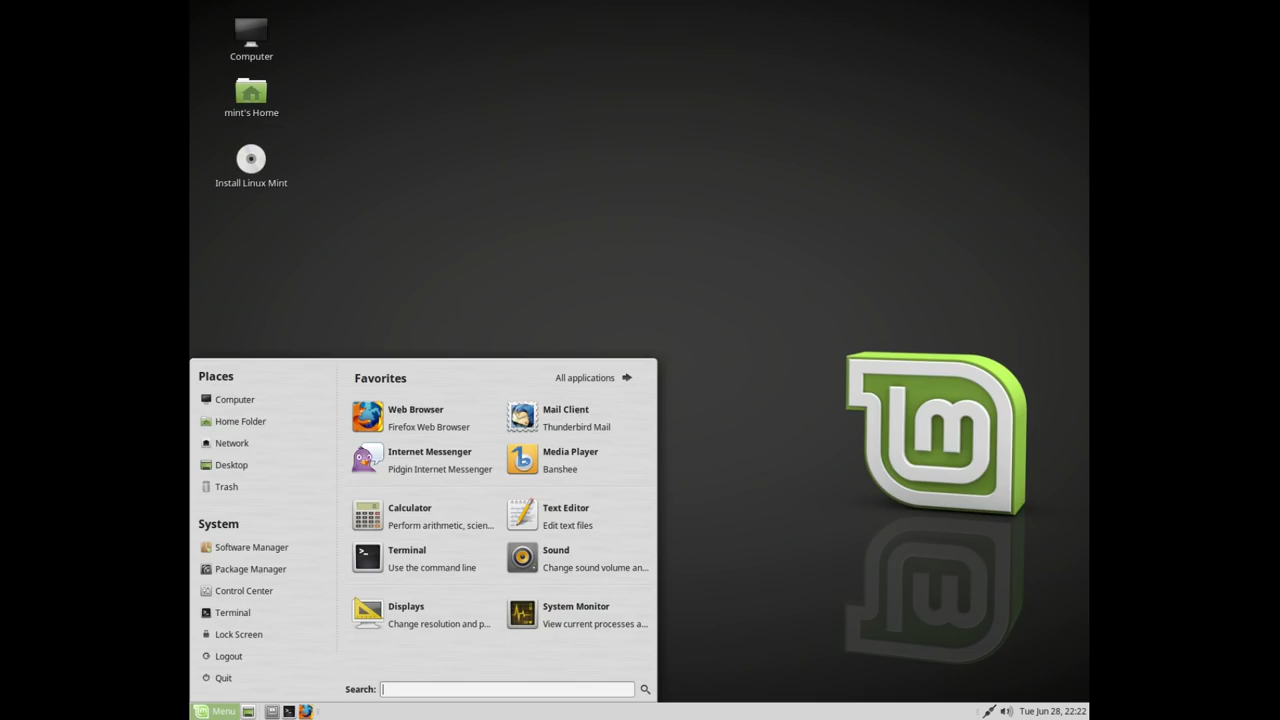 Computer
mint's Home
Install Linux Mint
Places
Computer
Home Folder
Network
Desktop
Trash
System
Software Manager
Package Manager
Control Center
Terminal
Lock Screen
Logout
Quit
Favorites
All applications
Web Browser
Firefox Web Browser
Mail Client
Thunderbird Mail
Internet Messenger
Pidgin Internet Messenger
Media Player
Banshee
Calculator
Perform arithmetic, scien...
Text Editor
Edit text files
Terminal
Use the command line
Sound
Change sound volume an...
Displays
Change resolution and p...
System Monitor
View current processes a...
Search:
Menu
Tue Jun 28, 22:22